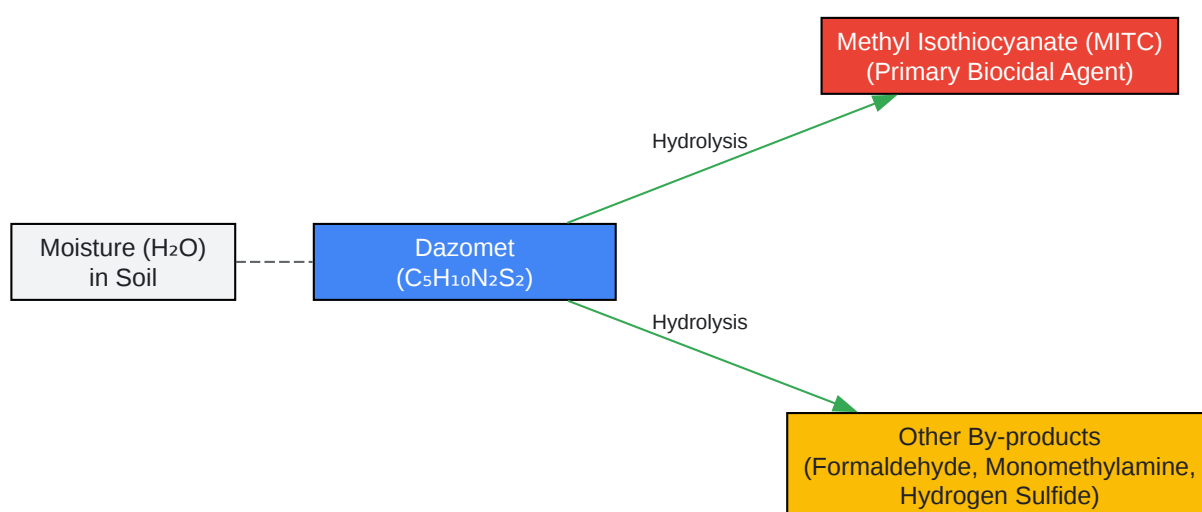 Methyl Isothiocyanate (MITC)
(Primary Biocidal Agent)
Hydrolysis
Moisture (H₂O)
in Soil
Dazomet
(C₅H₁₀N₂S₂)
Hydrolysis
Other By-products
(Formaldehyde, Monomethylamine,
Hydrogen Sulfide)